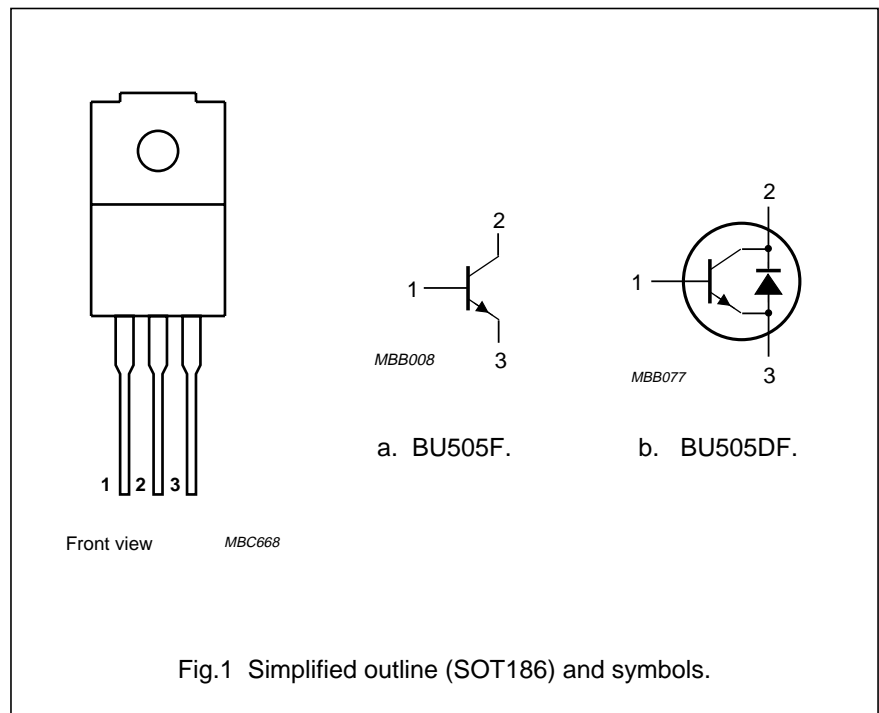 2
1
3
MBB008
a. BU505F.
2
1
3
MBB077
b. BU505DF.
1 2 3
Front view MBC668
Fig.1 Simplified outline (SOT186) and symbols.